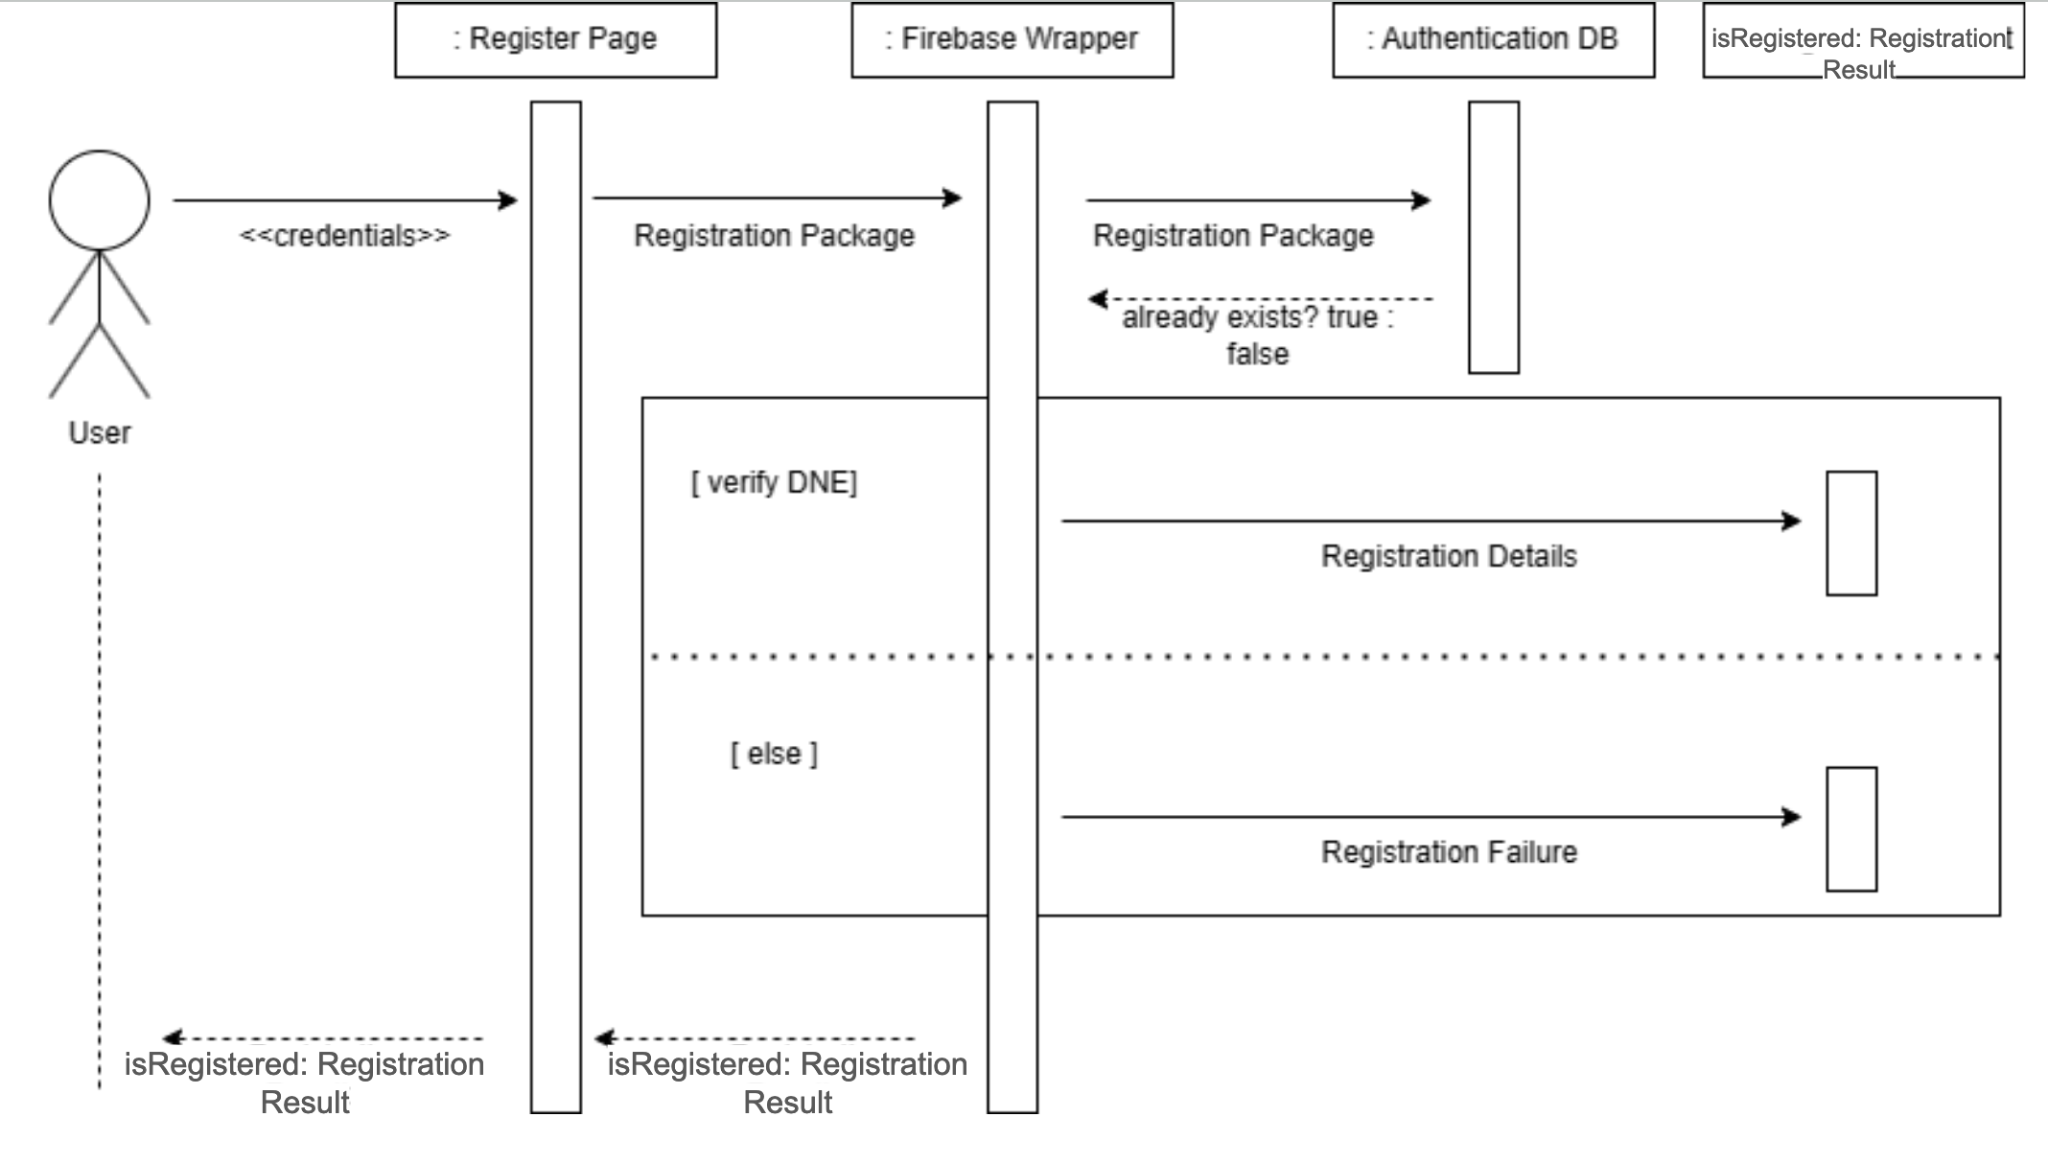 : Register Page
: Firebase Wrapper
: Authentication DB
isRegistered: Registrationt
Result
<<credentials>>
Registration Package
Registration Package
already exists? true :
false
User
[ verify DNE]
Registration Details
[ else ]
Registration Failure
isRegistered: Registration
Result
isRegistered: Registration
Result